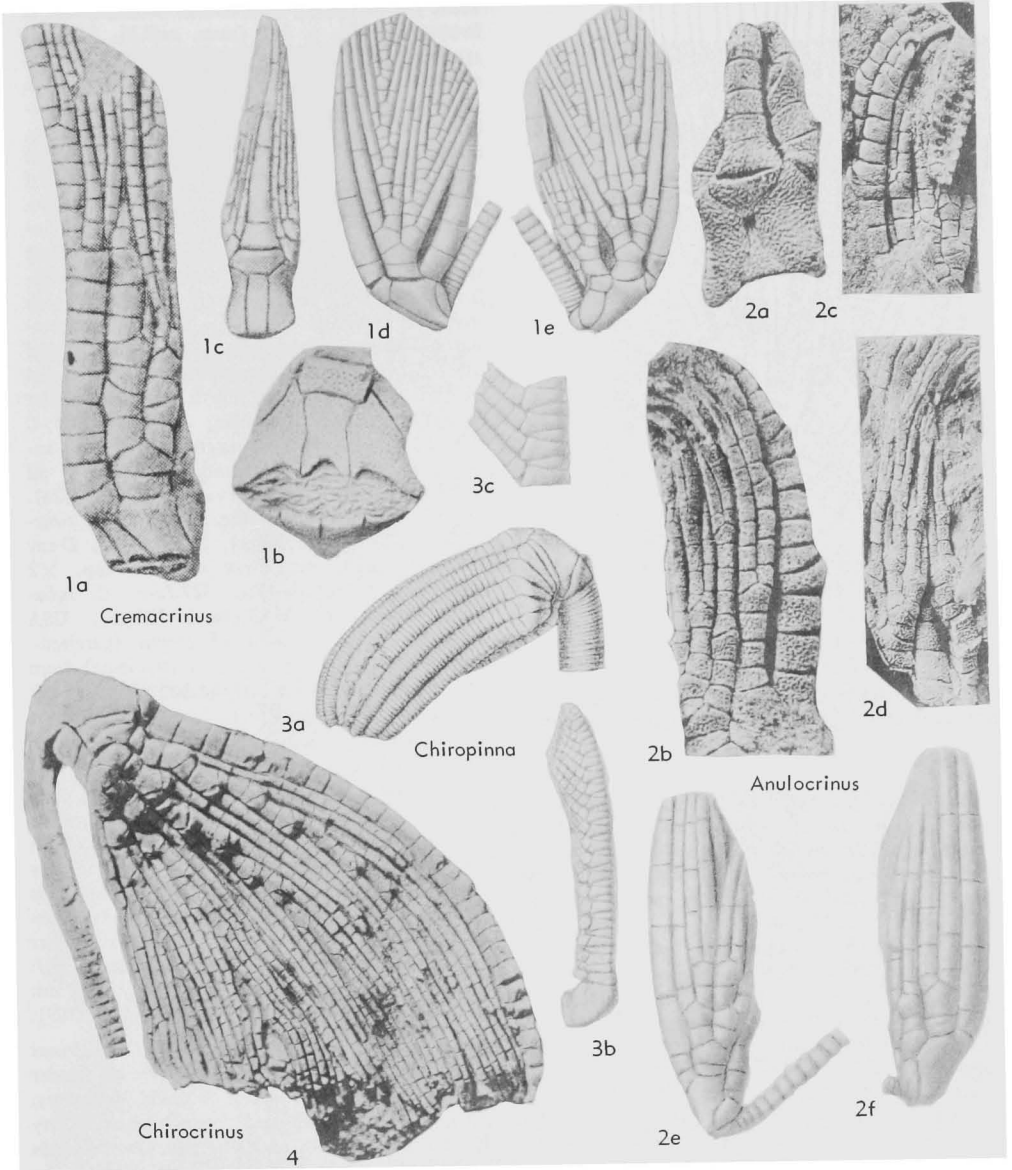 1c
1d
1e
2a
2c
1a
1b
3c
Cremacrinus
3a
Chiropinna
2b
2d
Anulocrinus
3b
Chirocrinus
4
2e
2f